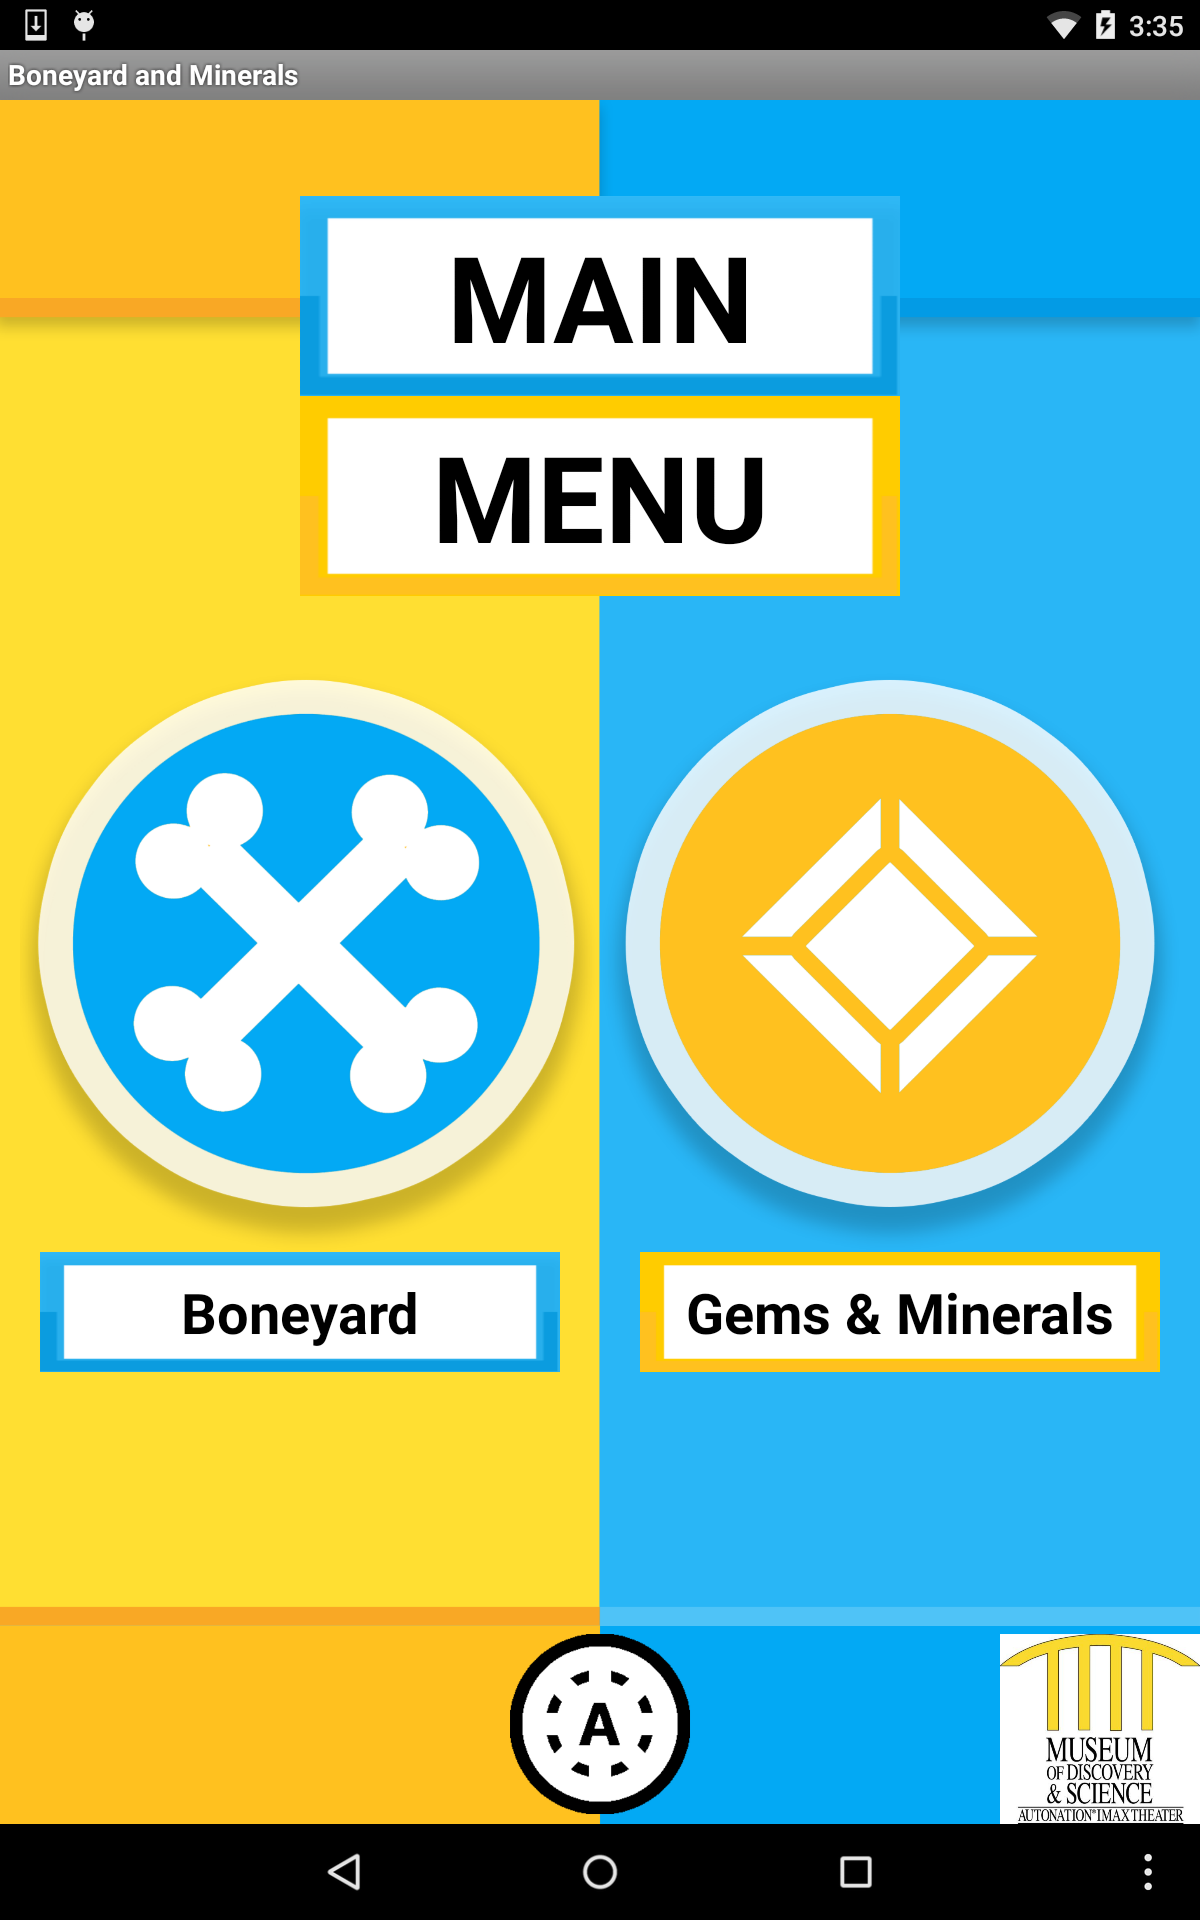 3:35
Boneyard and Minerals
MAIN
MENU
Boneyard
Gems & Minerals
A
MUSEUM
OF DISCOVERY
& SCIENCE
AUTONATION® IMAX THEATER